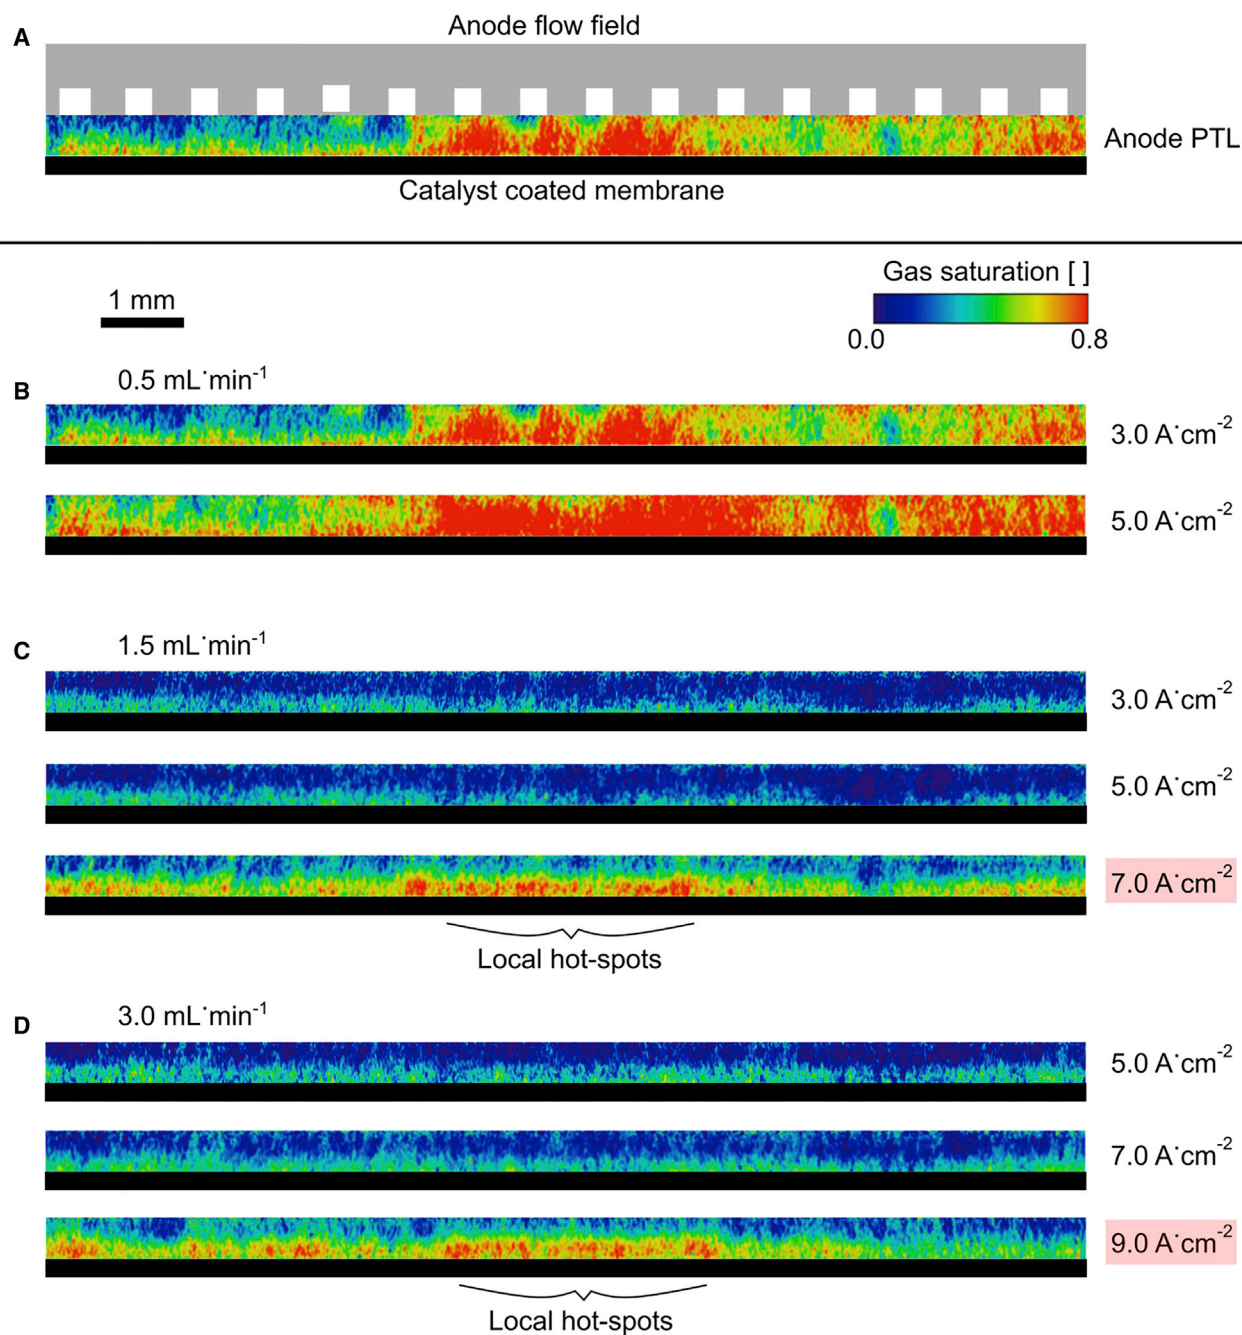 A
Anode flow field
Anode PTL
Catalyst coated membrane
Gas saturation [ ]
1 mm
0.0 0.8
0.5 mL·min⁻¹
B
3.0 A·cm⁻²
5.0 A·cm⁻²
1.5 mL·min⁻¹
C
3.0 A·cm⁻²
5.0 A·cm⁻²
7.0 A·cm⁻²
Local hot-spots
3.0 mL·min⁻¹
D
5.0 A·cm⁻²
7.0 A·cm⁻²
9.0 A·cm⁻²
Local hot-spots